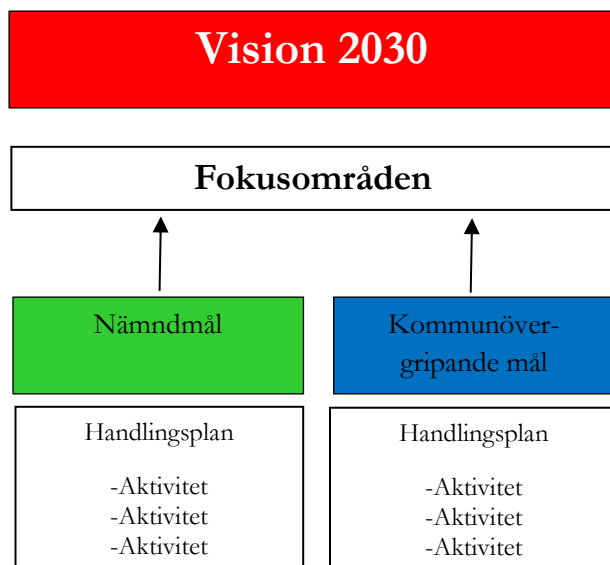 Vision 2030
Fokusområden
Nämndmål
Kommunöver-
gripande mål
Handlingsplan
-Aktivitet
-Aktivitet
-Aktivitet
Handlingsplan
-Aktivitet
-Aktivitet
-Aktivitet